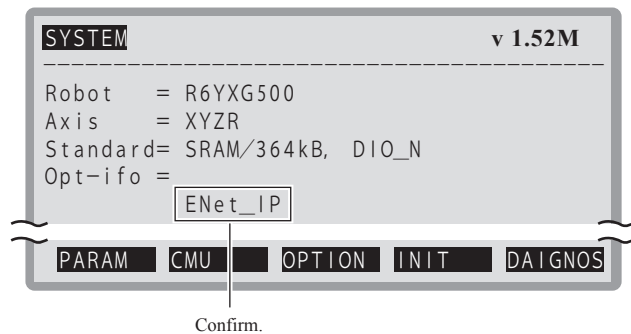 SYSTEM v 1.52M
Robot = R6YXG500
Axis = XYZR
Standard= SRAM/364kB, DIO_N
Opt-ifo =
ENet_IP
PARAM CMU OPTION INIT DAIGNOS
Confirm.